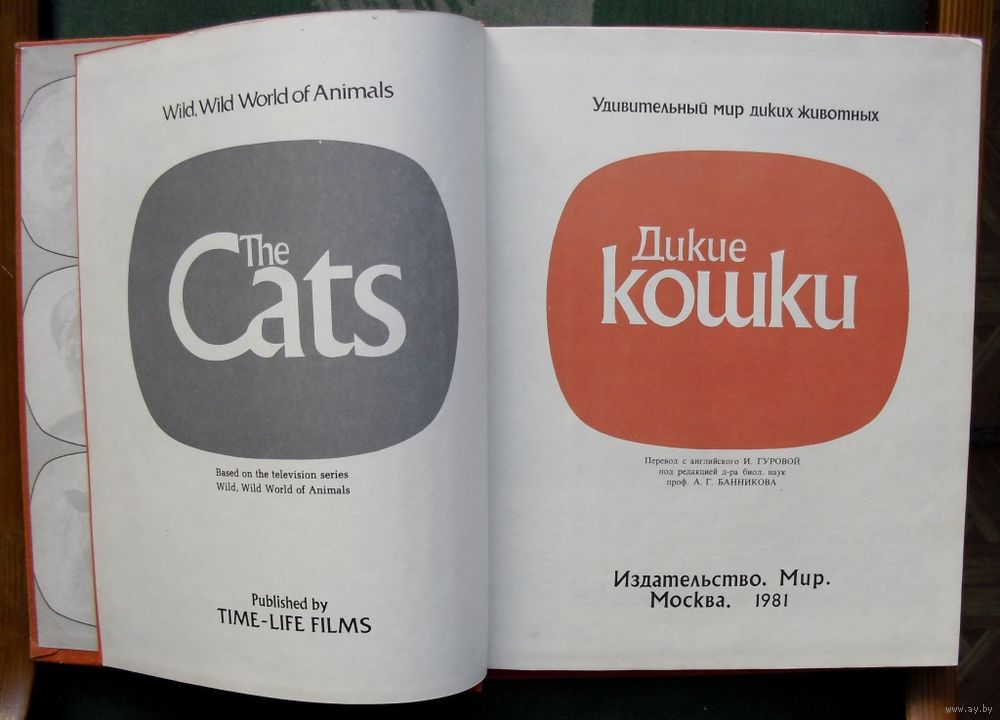 Wild, Wild World of Animals
The
Cats
Based on the television series
Wild, Wild World of Animals
Published by
TIME-LIFE FILMS
Удивительный мир диких животных
Дикие
кошки
Перевод с английского И. ГУРОВОЙ
под редакцией д-ра биол. наук
проф. А. Г. БАННИКОВА
Издательство. Мир.
Москва. 1981
www.ay.by